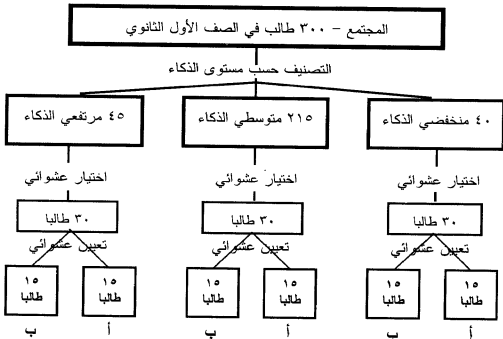 المجتمع – ٣٠٠ طالب في الصف الأول الثانوي
التصنيف حسب مستوى الذكاء
٤٠ منخفضي الذكاء
٢١٥ متوسطي الذكاء
٤٥ مرتفعي الذكاء
اختيار عشوائي
اختيار عشوائي
اختيار عشوائي
٣٠ طالبا
٣٠ طالبا
٣٠ طالبا
تعيين عشوائي
تعيين عشوائي
تعيين عشوائي
١٥
طالبا
١٥
طالبا
١٥
طالبا
١٥
طالبا
١٥
طالبا
١٥
طالبا
أ
ب
أ
ب
أ
ب